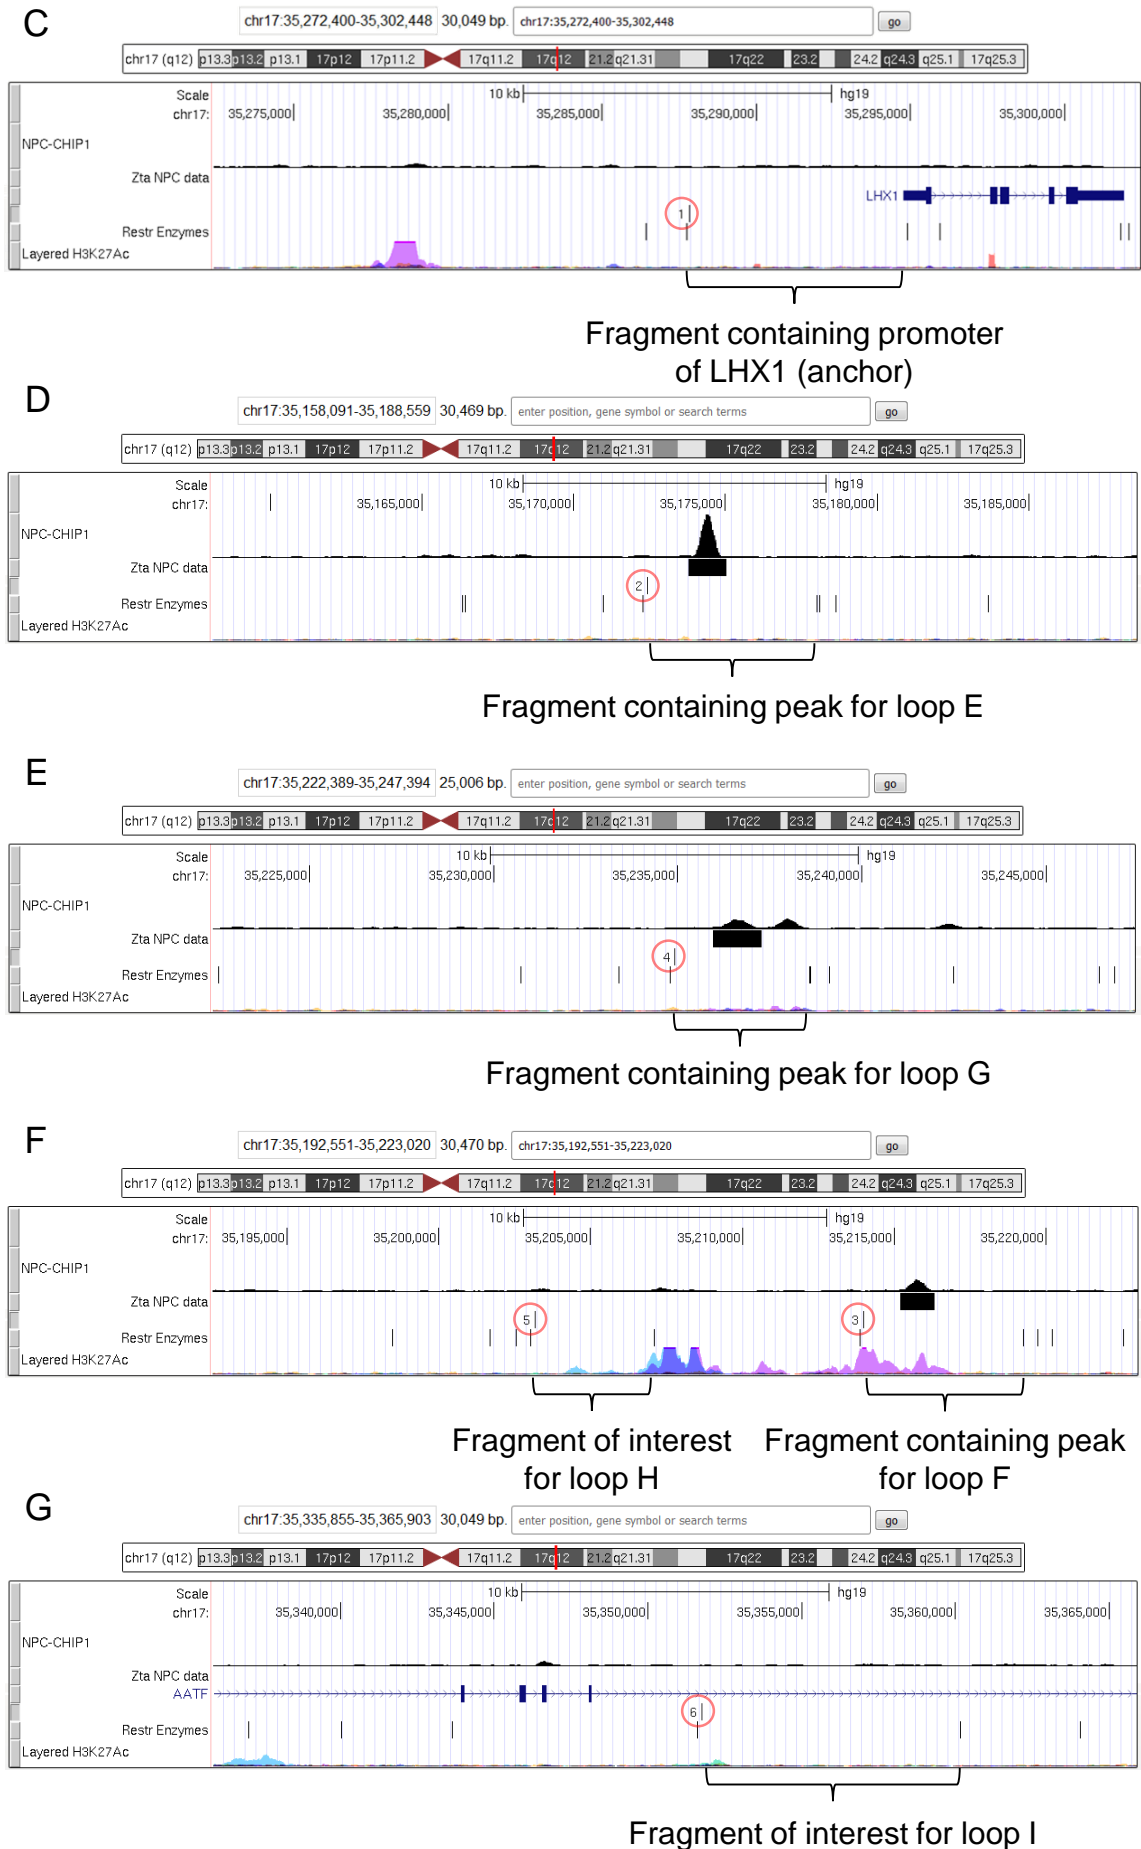 C
chr17:35,272,400-35,302,448 30,049 bp. chr17:35,272,400-35,302,448 go
chr17 (q12) p13.3 p13.2 p13.1 17p12 17p11.2 17q11.2 17q12 21.2 q21.31 17q22 23.2 24.2 q24.3 q25.1 17q25.3
Scale 10 kb hg19
chr17: 35,275,000 35,280,000 35,285,000 35,290,000 35,295,000 35,300,000
NPC-CHIP1
Zta NPC data
LHX1
1
Restr Enzymes
Layered H3K27Ac
Fragment containing promoter
of LHX1 (anchor)
D
chr17:35,158,091-35,188,559 30,469 bp. enter position, gene symbol or search terms go
chr17 (q12) p13.3 p13.2 p13.1 17p12 17p11.2 17q11.2 17q12 21.2 q21.31 17q22 23.2 24.2 q24.3 q25.1 17q25.3
Scale 10 kb hg19
chr17: 35,165,000 35,170,000 35,175,000 35,180,000 35,185,000
NPC-CHIP1
Zta NPC data
2
Restr Enzymes
Layered H3K27Ac
Fragment containing peak for loop E
E
chr17:35,222,389-35,247,394 25,006 bp. enter position, gene symbol or search terms go
chr17 (q12) p13.3 p13.2 p13.1 17p12 17p11.2 17q11.2 17q12 21.2 q21.31 17q22 23.2 24.2 q24.3 q25.1 17q25.3
Scale 10 kb hg19
chr17: 35,225,000 35,230,000 35,235,000 35,240,000 35,245,000
NPC-CHIP1
Zta NPC data
4
Restr Enzymes
Layered H3K27Ac
Fragment containing peak for loop G
F
chr17:35,192,551-35,223,020 30,470 bp. chr17:35,192,551-35,223,020 go
chr17 (q12) p13.3 p13.2 p13.1 17p12 17p11.2 17q11.2 17q12 21.2 q21.31 17q22 23.2 24.2 q24.3 q25.1 17q25.3
Scale 10 kb hg19
chr17: 35,195,000 35,200,000 35,205,000 35,210,000 35,215,000 35,220,000
NPC-CHIP1
Zta NPC data
5 3
Restr Enzymes
Layered H3K27Ac
Fragment of interest Fragment containing peak
for loop H for loop F
G
chr17:35,335,855-35,365,903 30,049 bp. enter position, gene symbol or search terms go
chr17 (q12) p13.3 p13.2 p13.1 17p12 17p11.2 17q11.2 17q12 21.2 q21.31 17q22 23.2 24.2 q24.3 q25.1 17q25.3
Scale 10 kb hg19
chr17: 35,340,000 35,345,000 35,350,000 35,355,000 35,360,000 35,365,000
NPC-CHIP1
Zta NPC data
AATF
6
Restr Enzymes
Layered H3K27Ac
Fragment of interest for loop I